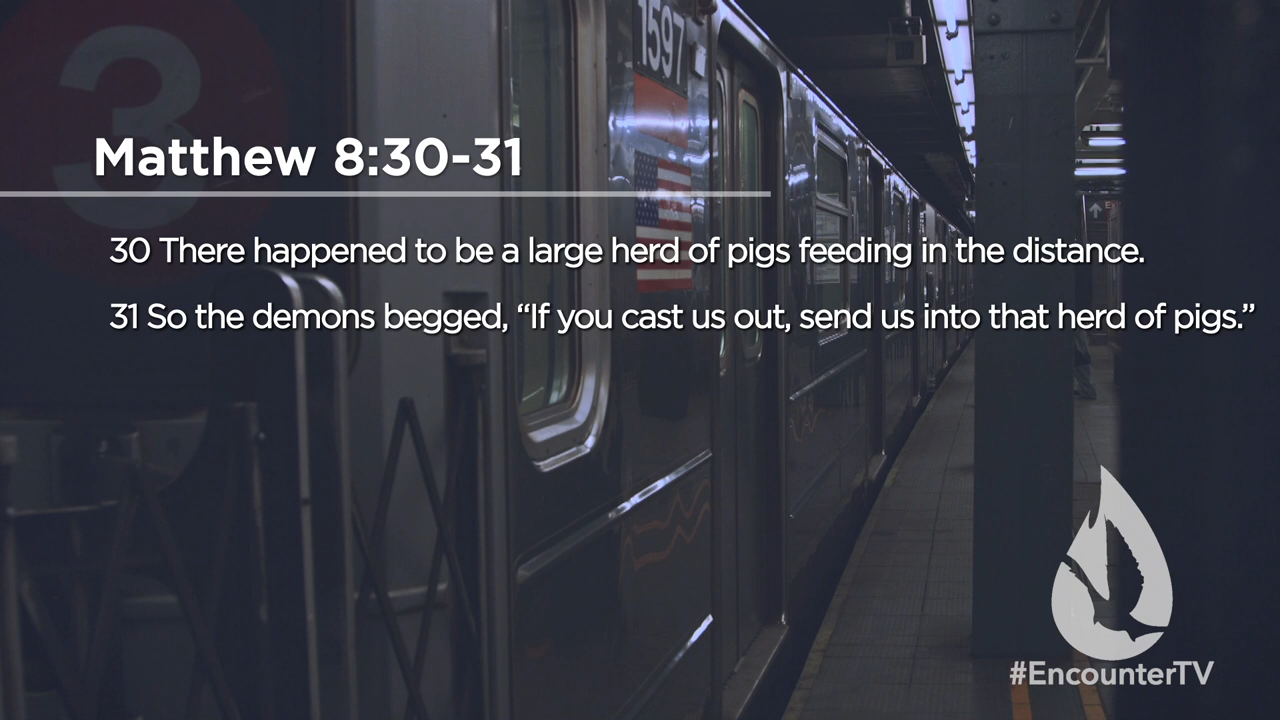 3
1597
Matthew 8:30-31
30 There happened to be a large herd of pigs feeding in the distance.
31 So the demons begged, “If you cast us out, send us into that herd of pigs.”
#EncounterTV